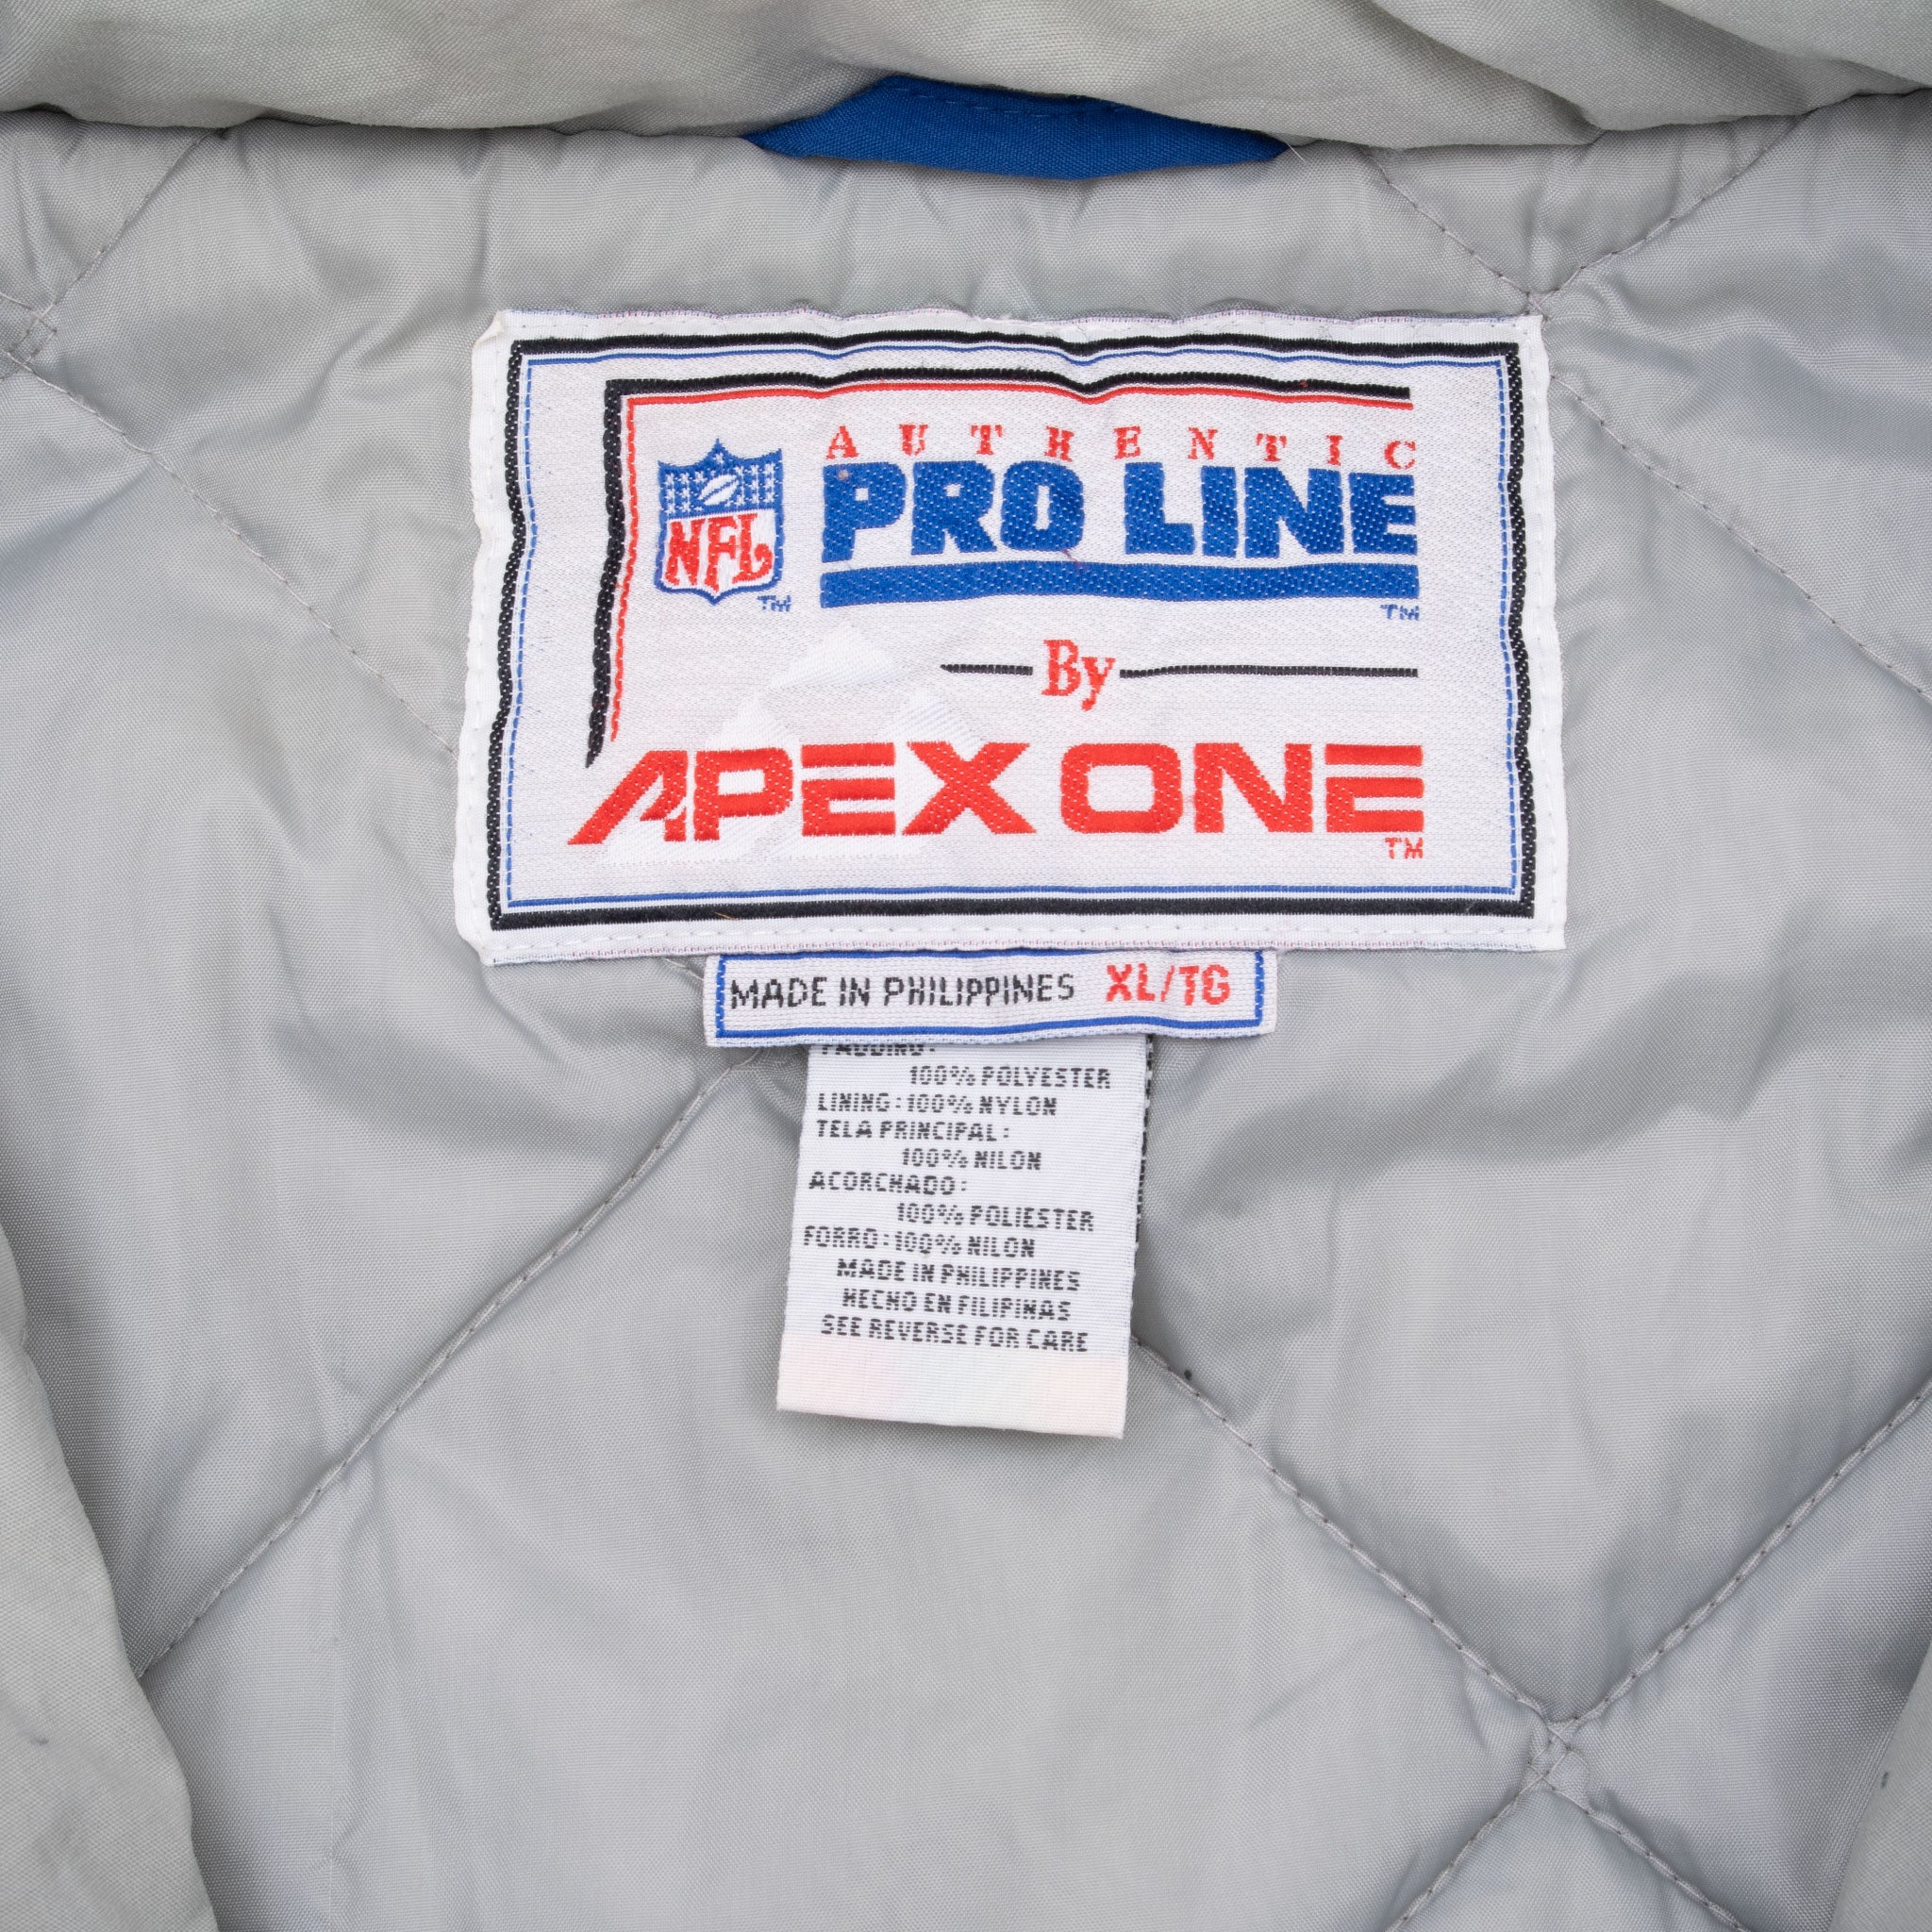 AUTHENTIC
NFL
TM
PRO LINE
TM
By
APEX ONE
TM
MADE IN PHILIPPINES XL/TG
PADDING:
100% POLYESTER
LINING: 100% NYLON
TELA PRINCIPAL:
100% NILON
ACORCHADO:
100% POLIESTER
FORRO: 100% NILON
MADE IN PHILIPPINES
HECHO EN FILIPINAS
SEE REVERSE FOR CARE